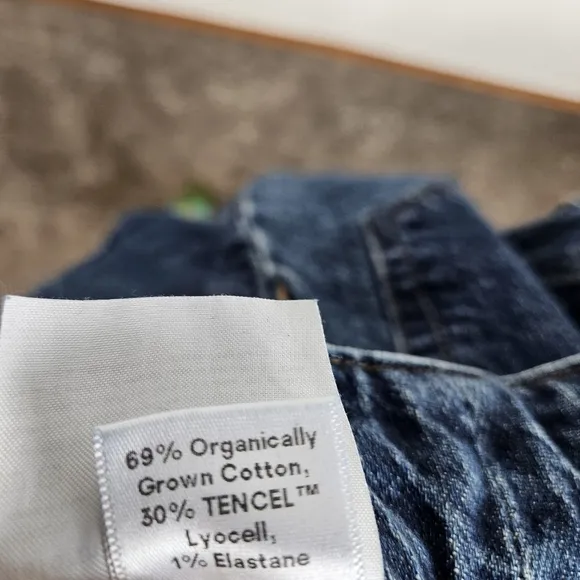 69% Organically
Grown Cotton,
30% TENCEL™
Lyocell,
1% Elastane